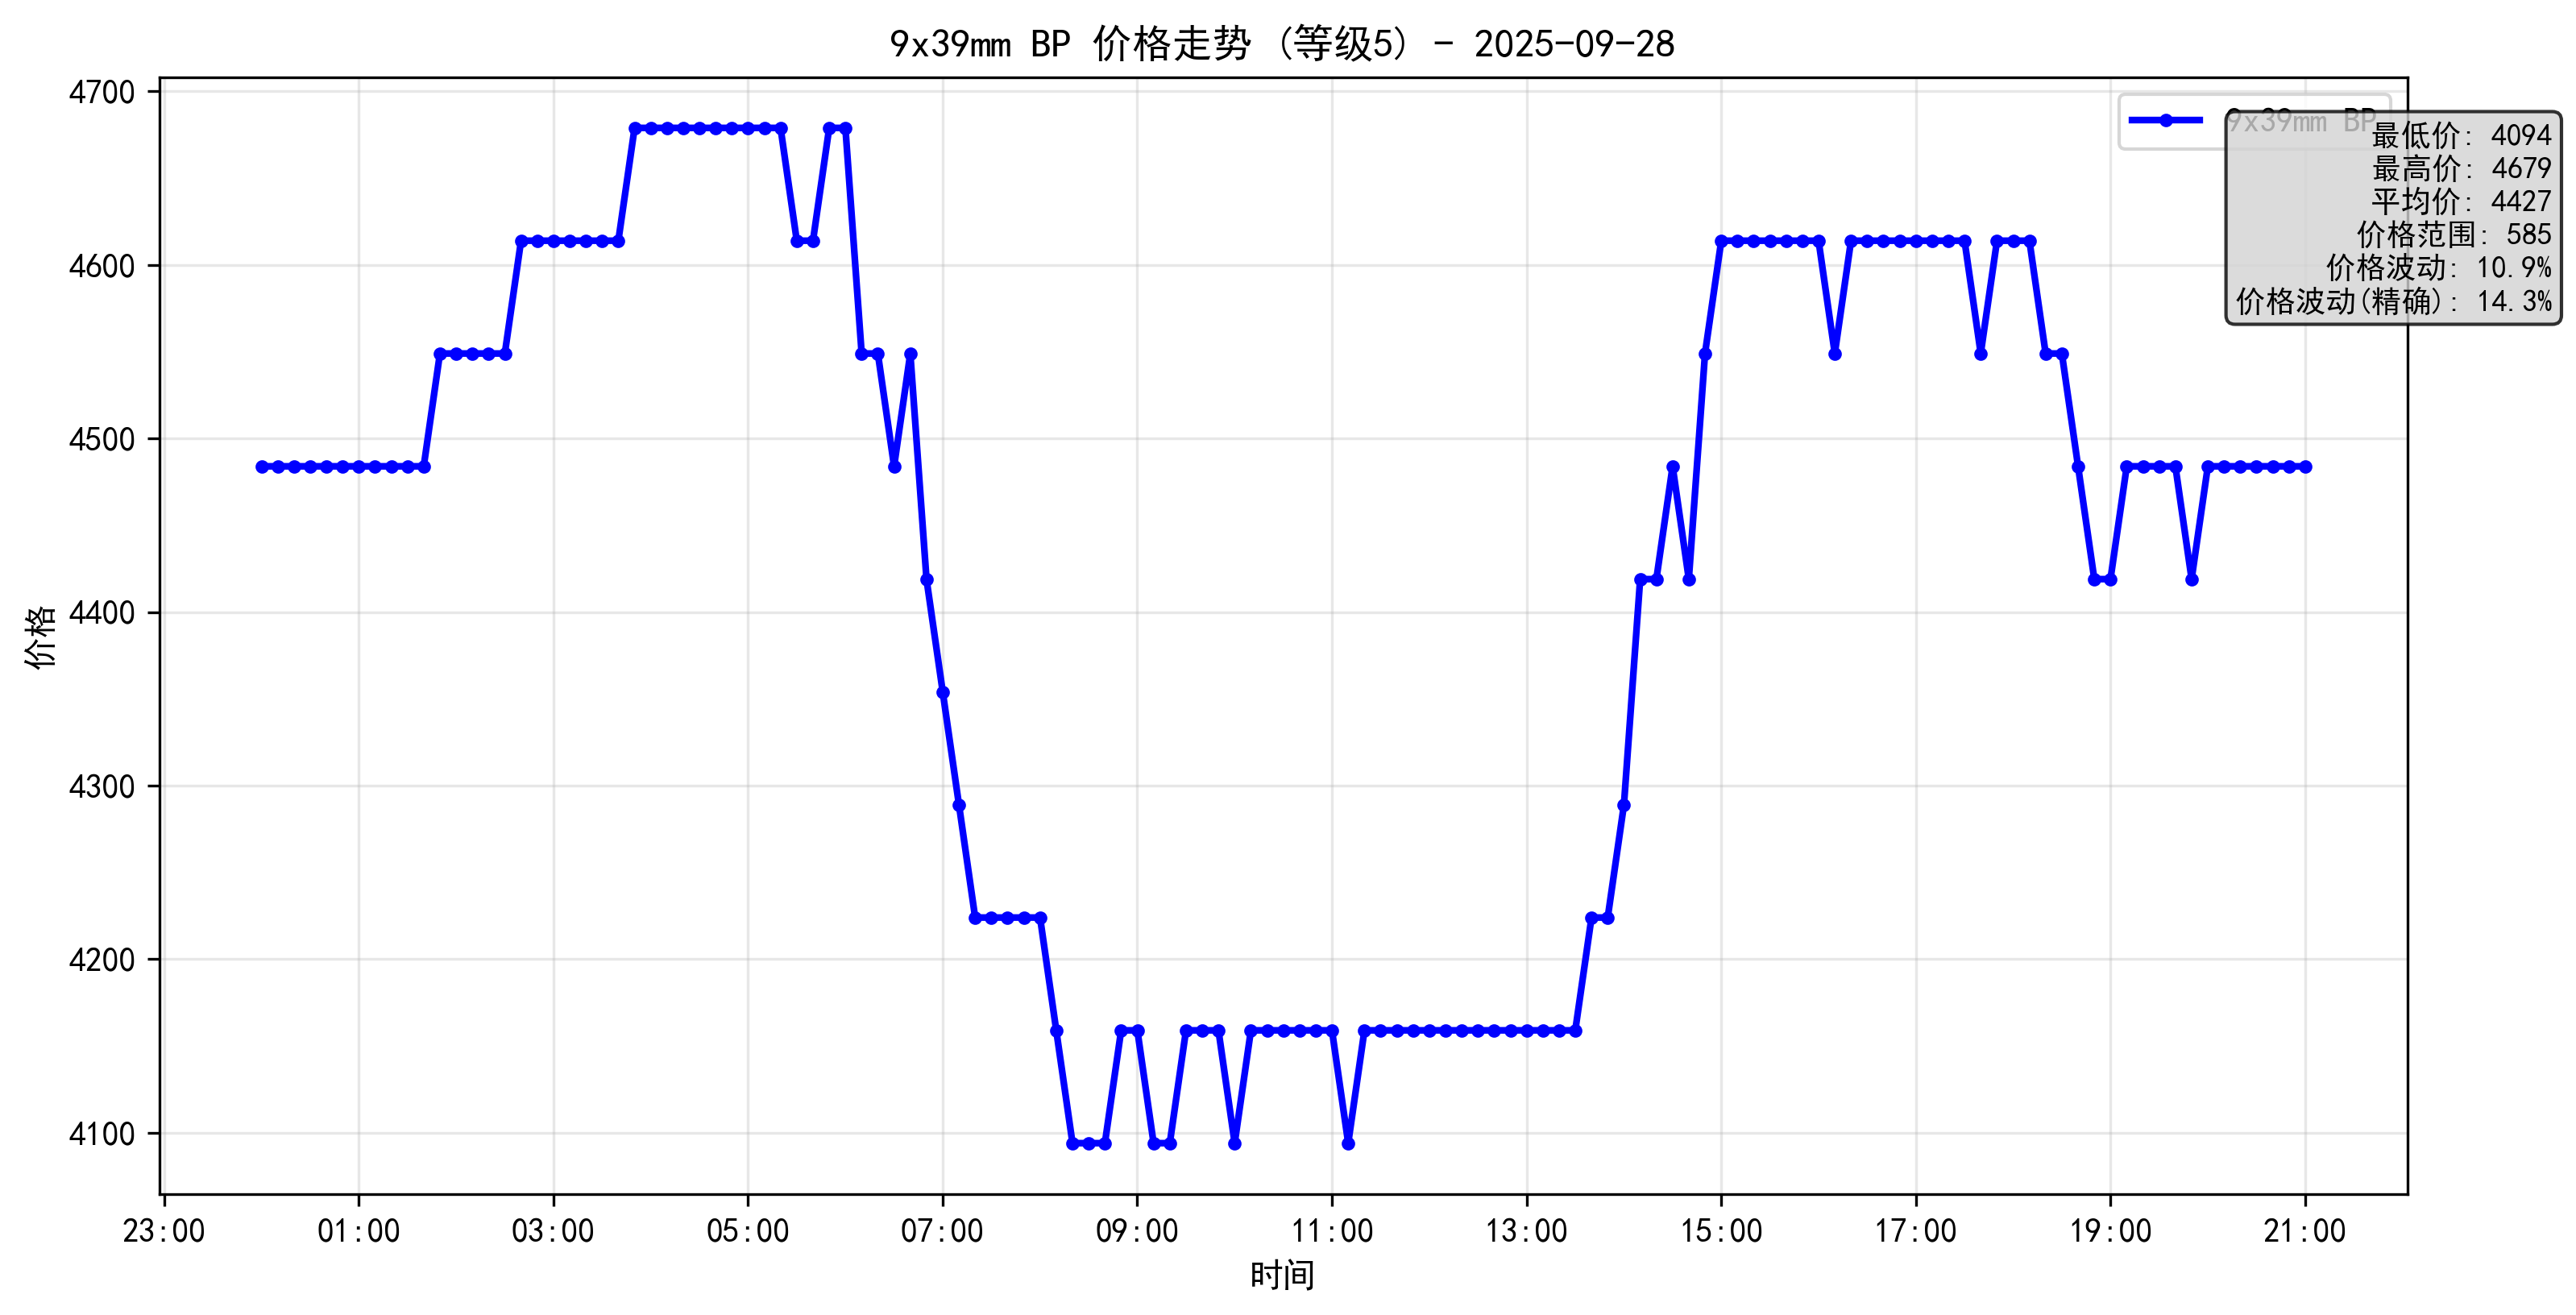 9x39mm BP 价格走势 (等级5) - 2025-09-28
9x39mm BP
最低价: 4094
最高价: 4679
平均价: 4427
价格范围: 585
价格波动: 10.9%
价格波动(精确): 14.3%
价格
4700
4600
4500
4400
4300
4200
4100
23:00 01:00 03:00 05:00 07:00 09:00 11:00 13:00 15:00 17:00 19:00 21:00
时间